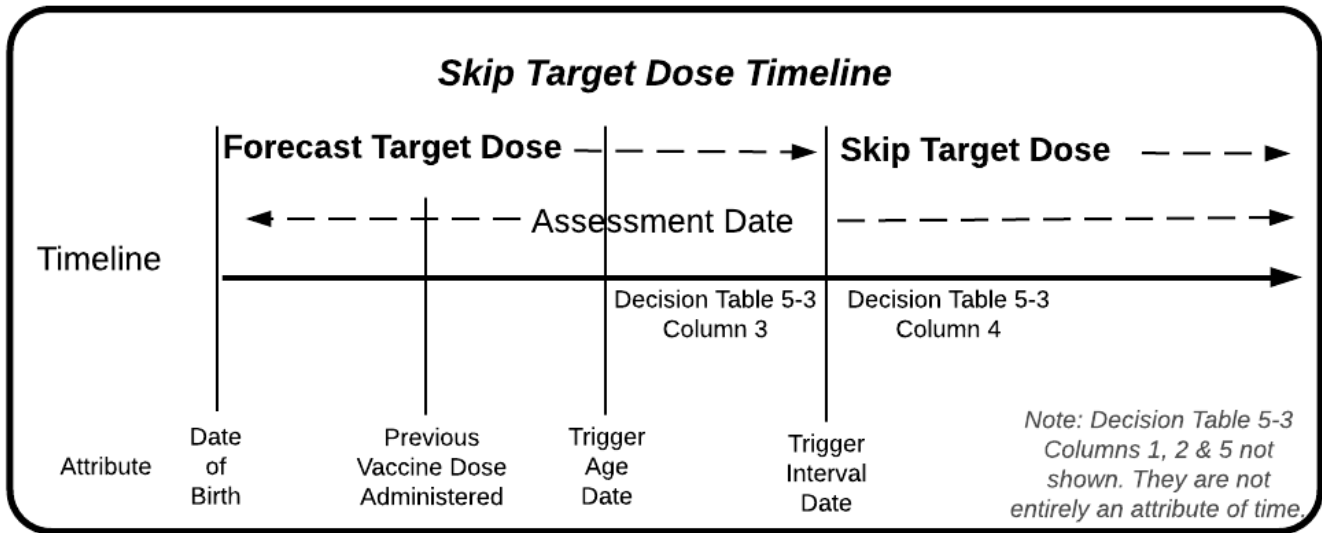 Skip Target Dose Timeline
Forecast Target Dose
Skip Target Dose
Assessment Date
Timeline
Decision Table 5-3
Column 3
Decision Table 5-3
Column 4
Attribute
Date
of
Birth
Previous
Vaccine Dose
Administered
Trigger
Age
Date
Trigger
Interval
Date
Note: Decision Table 5-3
Columns 1, 2 & 5 not
shown. They are not
entirely an attribute of time.